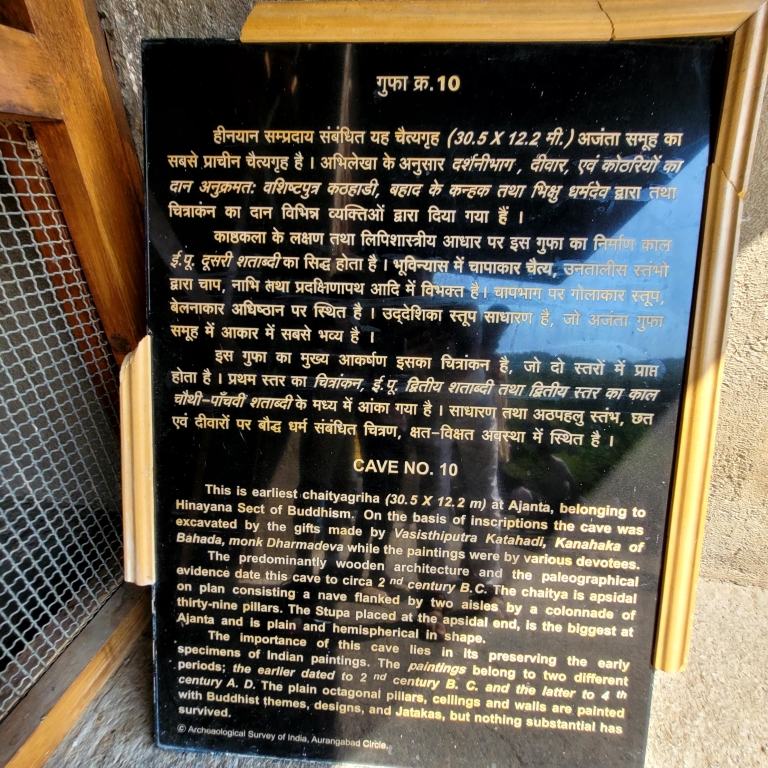 गुफा क्र.10
हीनयान सम्प्रदाय संबंधित यह चैत्यगृह (30.5 X 12.2 मी.) अजंता समूह का
सबसे प्राचीन चैत्यगृह है । अभिलेखा के अनुसार दर्शनीभाग , दीवार, एवं कोठरियों का
दान अनुक्रमत: वशिष्टपुत्र कठहाडी, बहाद के कन्हक तथा भिक्षु धर्मदेव द्वारा तथा
चित्राकंन का दान विभिन्न व्यक्तिओं द्वारा दिया गया हैं ।
काष्ठकला के लक्षण तथा लिपिशास्त्रीय आधार पर इस गुफा का निर्माण काल
ई.पू. दूसरी शताब्दी का सिद्ध होता है । भूविन्यास में चापाकार चैत्य, उनतालीस स्तंभो
द्वारा चाप, नाभि तथा प्रदक्षिणापथ आदि में विभक्त है । चापभाग पर गोलाकार स्तूप,
बेलनाकार अधिष्ठान पर स्थित है । उद्देशिका स्तूप साधारण है, जो अजंता गुफा
समूह में आकार में सबसे भव्य है ।
इस गुफा का मुख्य आकर्षण इसका चित्रांकन है, जो दो स्तरों में प्राप्त
होता है । प्रथम स्तर का चित्रांकन, ई.पू. द्वितीय शताब्दी तथा द्वितीय स्तर का काल
चौथी-पाँचवीं शताब्दी के मध्य में आंका गया है । साधारण तथा अठपहलु स्तंभ, छत
एवं दीवारों पर बौद्ध धर्म संबंधित चित्रण, क्षत-विक्षत अवस्था में स्थित है ।
CAVE NO. 10
This is earliest chaityagriha (30.5 X 12.2 m) at Ajanta, belonging to
Hinayana Sect of Buddhism. On the basis of inscriptions the cave was
excavated by the gifts made by Vasisthiputra Katahadi, Kanahaka of
Bahada, monk Dharmadeva while the paintings were by various devotees.
The predominantly wooden architecture and the paleographical
evidence date this cave to circa 2 nd century B.C. The chaitya is apsidal
on plan consisting a nave flanked by two aisles by a colonnade of
thirty-nine pillars. The Stupa placed at the apsidal end, is the biggest at
Ajanta and is plain and hemispherical in shape.
The importance of this cave lies in its preserving the early
specimens of Indian paintings. The paintings belong to two different
periods; the earlier dated to 2 nd century B. C. and the latter to 4 th
century A. D. The plain octagonal pillars, ceilings and walls are painted
with Buddhist themes, designs, and Jatakas, but nothing substantial has
survived.
© Archeaological Survey of India, Aurangabad Circle.